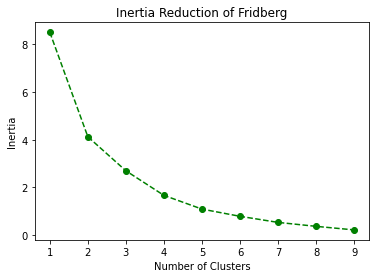 Inertia Reduction of Fridberg
Inertia
8
6
4
2
0
1 2 3 4 5 6 7 8 9
Number of Clusters